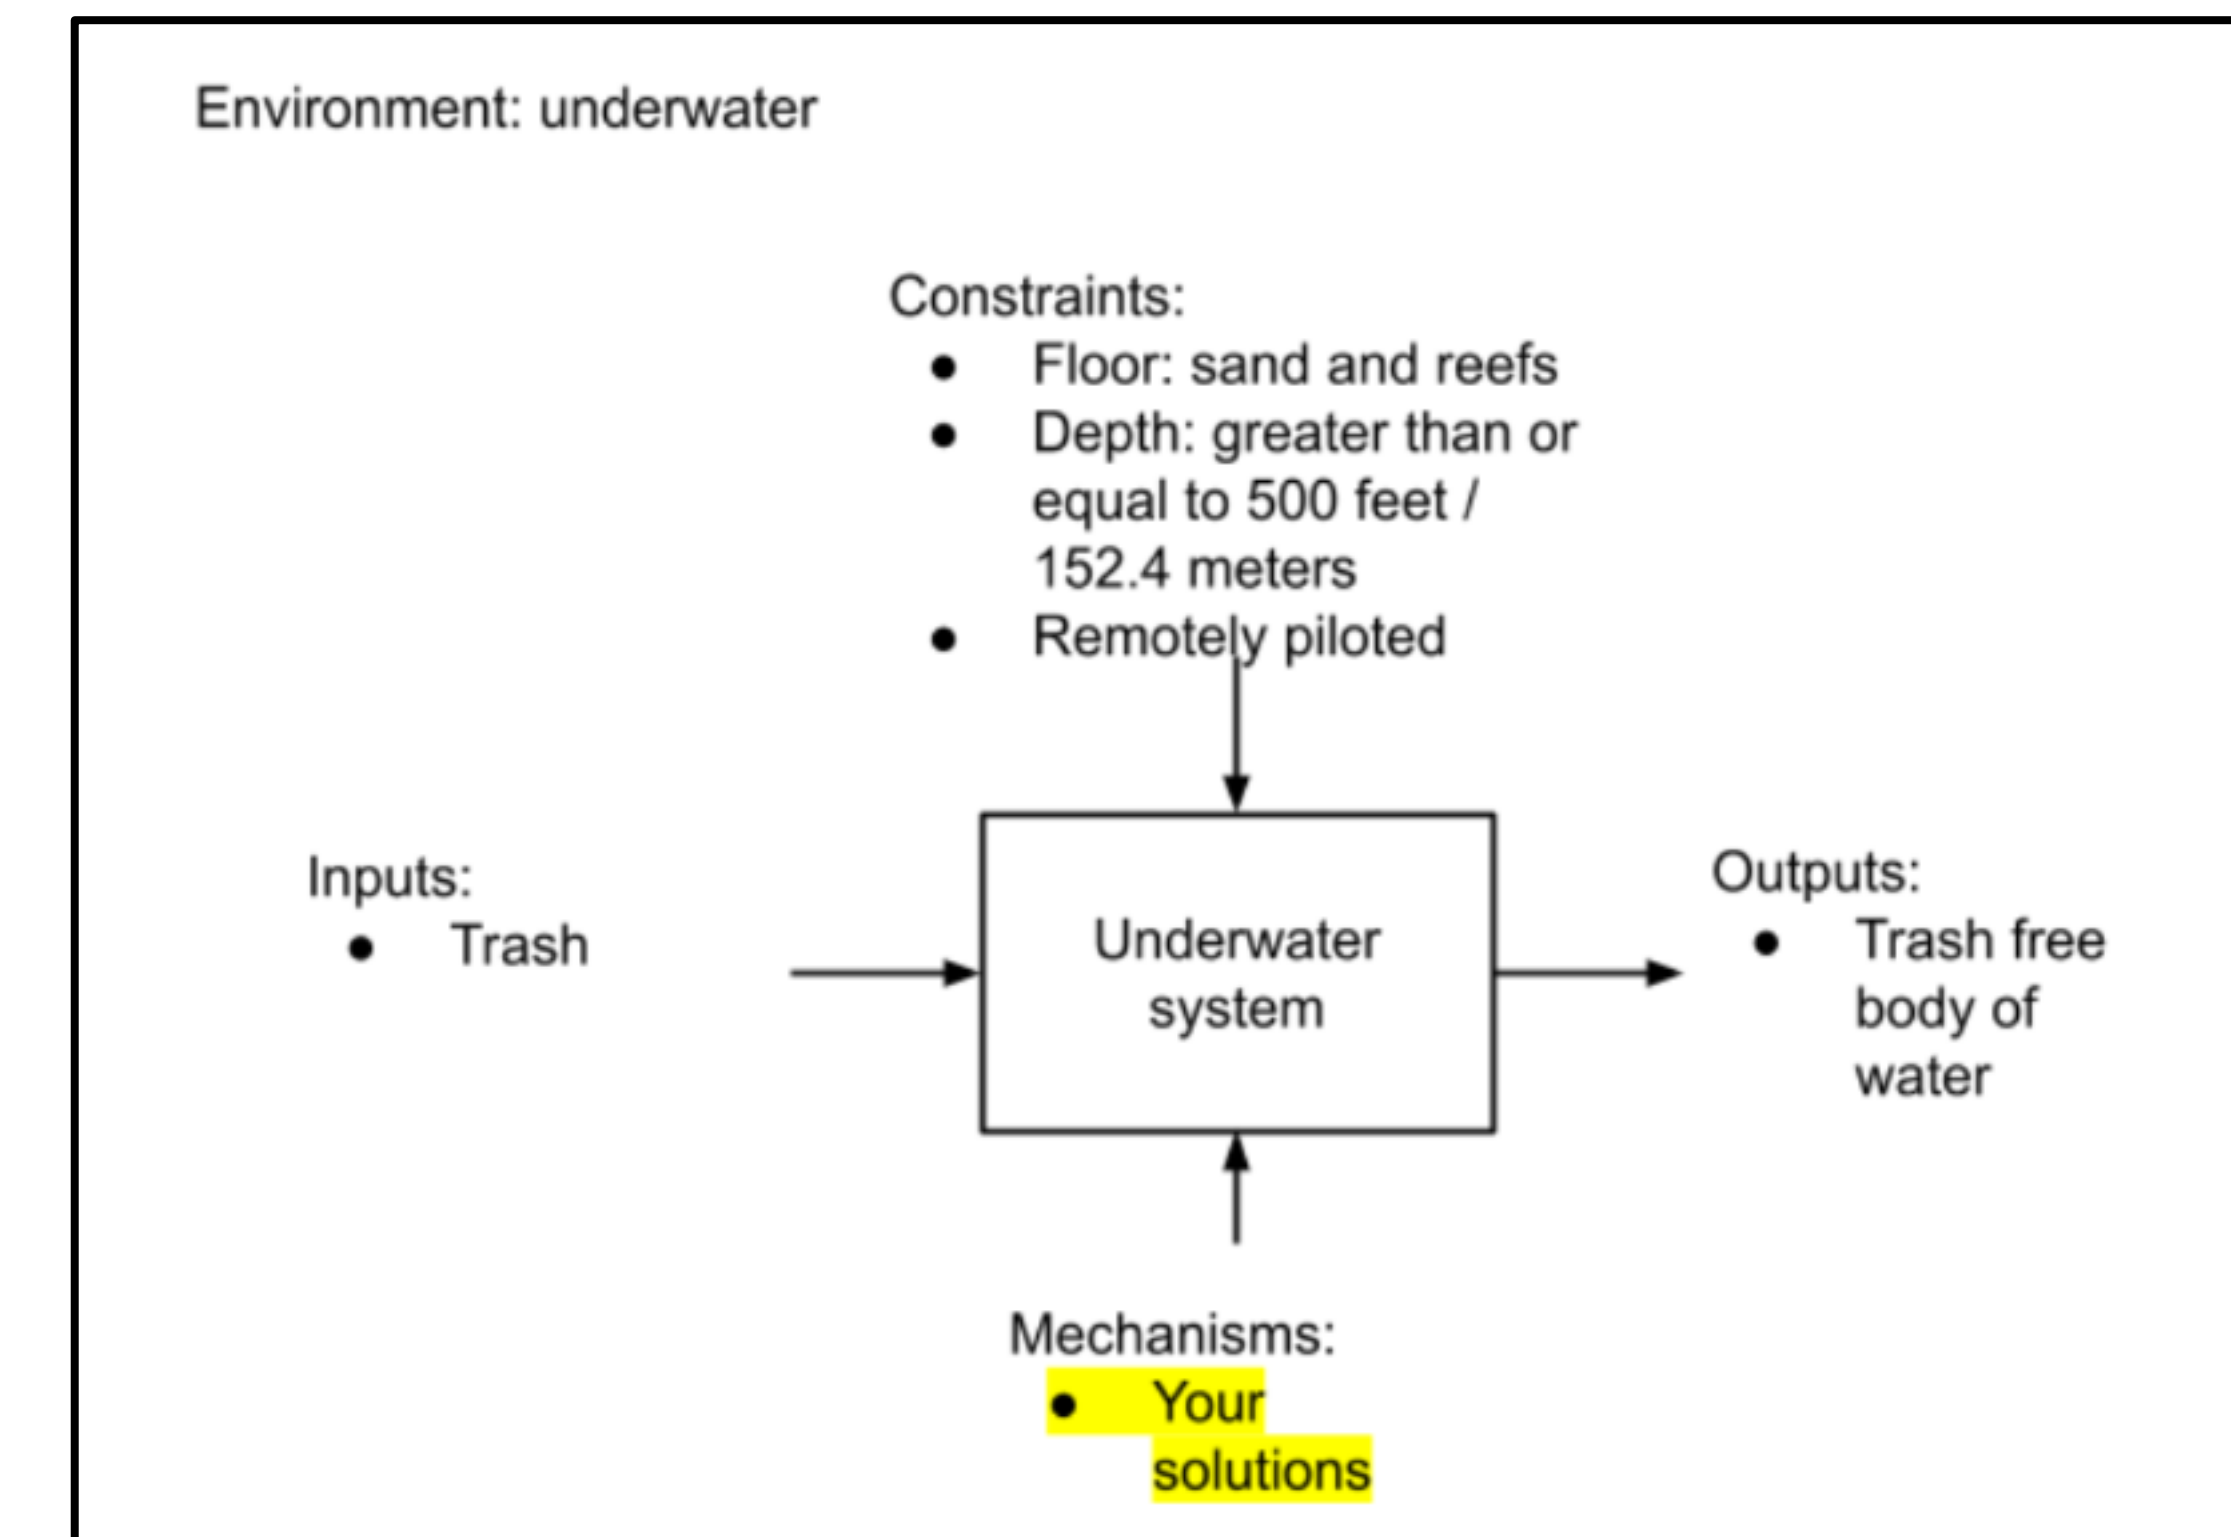 Environment: underwater
Constraints:
● Floor: sand and reefs
● Depth: greater than or
equal to 500 feet /
152.4 meters
● Remotely piloted
Inputs:
● Trash
Underwater
system
Outputs:
● Trash free
body of
water
Mechanisms:
● Your
solutions